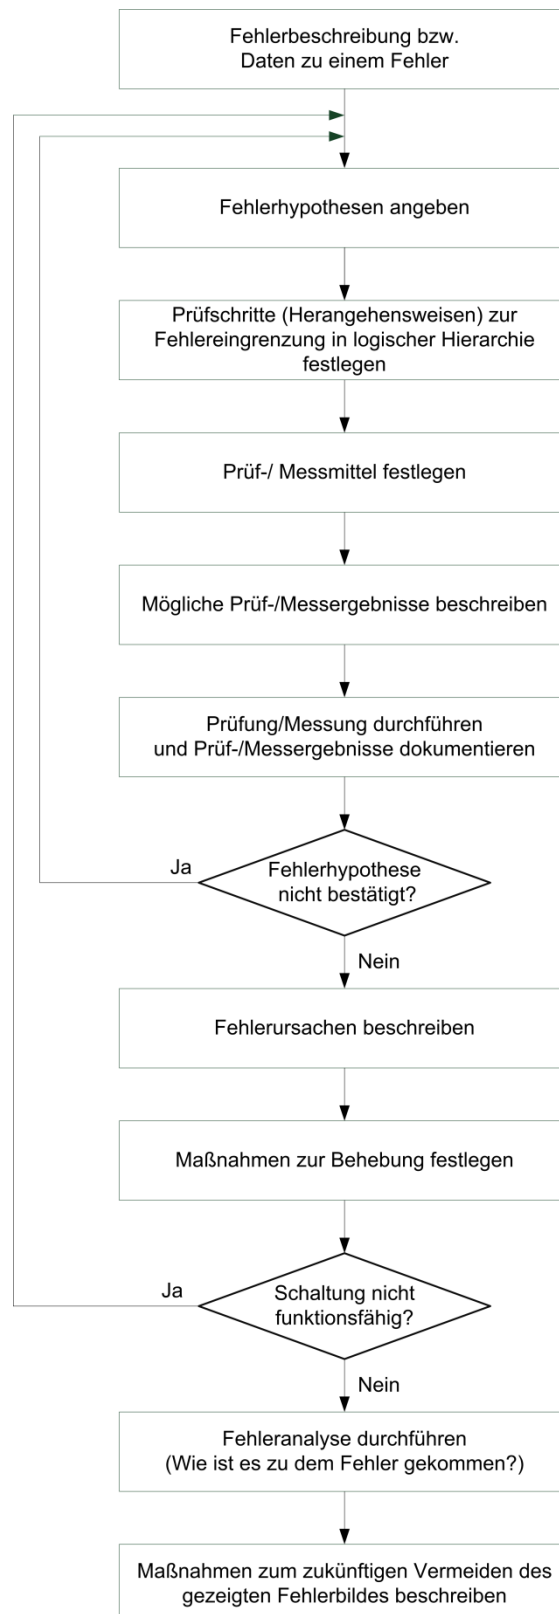 Fehlerbeschreibung bzw.
Daten zu einem Fehler
Fehlerhypothesen angeben
Prüfschritte (Herangehensweisen) zur
Fehlereingrenzung in logischer Hierarchie
festlegen
Prüf-/ Messmittel festlegen
Mögliche Prüf-/Messergebnisse beschreiben
Prüfung/Messung durchführen
und Prüf-/Messergebnisse dokumentieren
Ja
Fehlerhypothese
nicht bestätigt?
Nein
Fehlerursachen beschreiben
Maßnahmen zur Behebung festlegen
Ja
Schaltung nicht
funktionsfähig?
Nein
Fehleranalyse durchführen
(Wie ist es zu dem Fehler gekommen?)
Maßnahmen zum zukünftigen Vermeiden des
gezeigten Fehlerbildes beschreiben